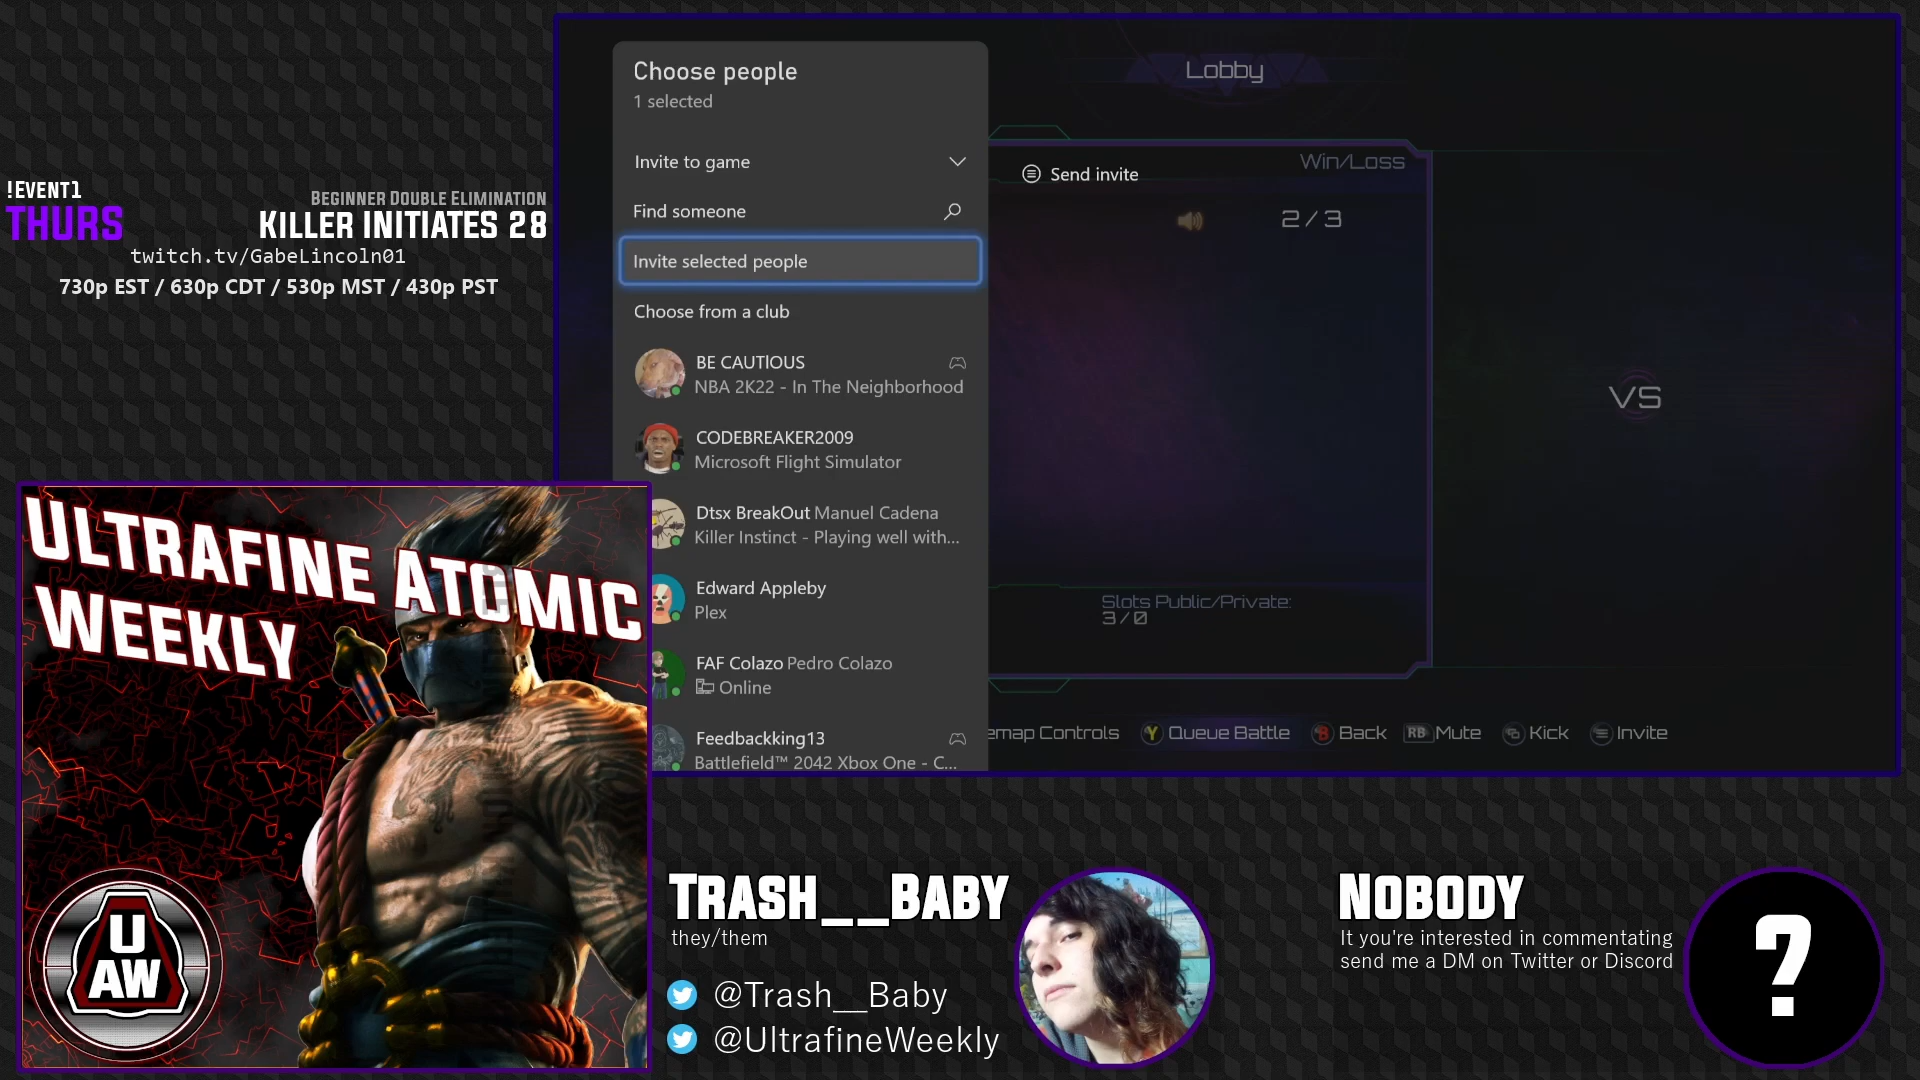 !EVENT1
THURS
BEGINNER DOUBLE ELIMINATION
KILLER INITIATES 28
twitch.tv/GabeLincoln01
730p EST / 630p CDT / 530p MST / 430p PST
Choose people
1 selected
Invite to game
Find someone
Invite selected people
Choose from a club
BE CAUTIOUS
NBA 2K22 - In The Neighborhood
CODEBREAKER2009
Microsoft Flight Simulator
Dtsx BreakOut Manuel Cadena
Killer Instinct - Playing well with...
Edward Appleby
Plex
FAF Colazo Pedro Colazo
Online
Feedbackking13
Battlefield™ 2042 Xbox One - C...
Lobby
Send invite
Win/Loss
2/3
VS
Slots Public/Private:
3/0
emap Controls
Y Queue Battle
B Back
RB Mute
Kick
Invite
ULTRAFINE ATOMIC
WEEKLY
U
AW
TRASH__BABY
they/them
@Trash__Baby
@UltrafineWeekly
NOBODY
It you're interested in commentating
send me a DM on Twitter or Discord
?